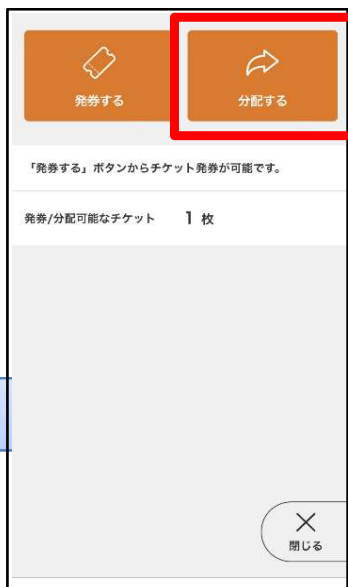 発券する
分配する
「発券する」ボタンからチケット発券が可能です。
発券/分配可能なチケット 1 枚
閉じる